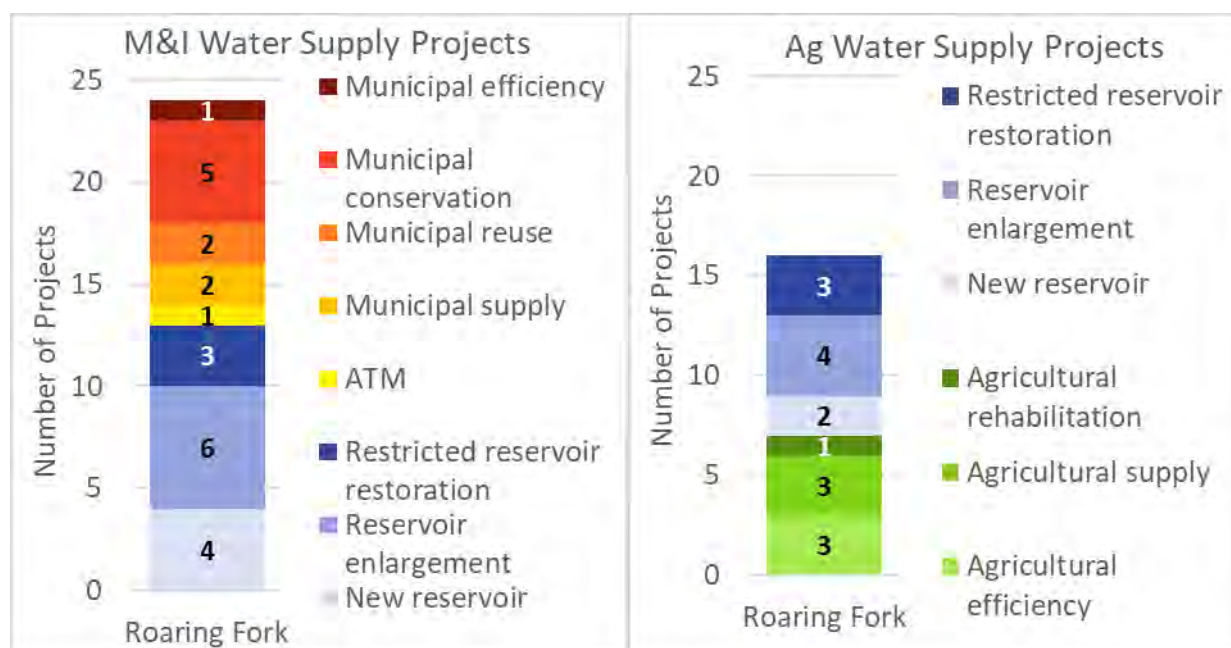 M&I Water Supply Projects
Number of Projects
25
20
15
10
5
0
1
5
2
2
1
3
6
4
Roaring Fork
Municipal efficiency
Municipal
conservation
Municipal reuse
Municipal supply
ATM
Restricted reservoir
restoration
Reservoir
enlargement
New reservoir
Ag Water Supply Projects
Number of Projects
25
20
15
10
5
0
3
4
2
1
3
3
Roaring Fork
Restricted reservoir
restoration
Reservoir
enlargement
New reservoir
Agricultural
rehabilitation
Agricultural supply
Agricultural
efficiency